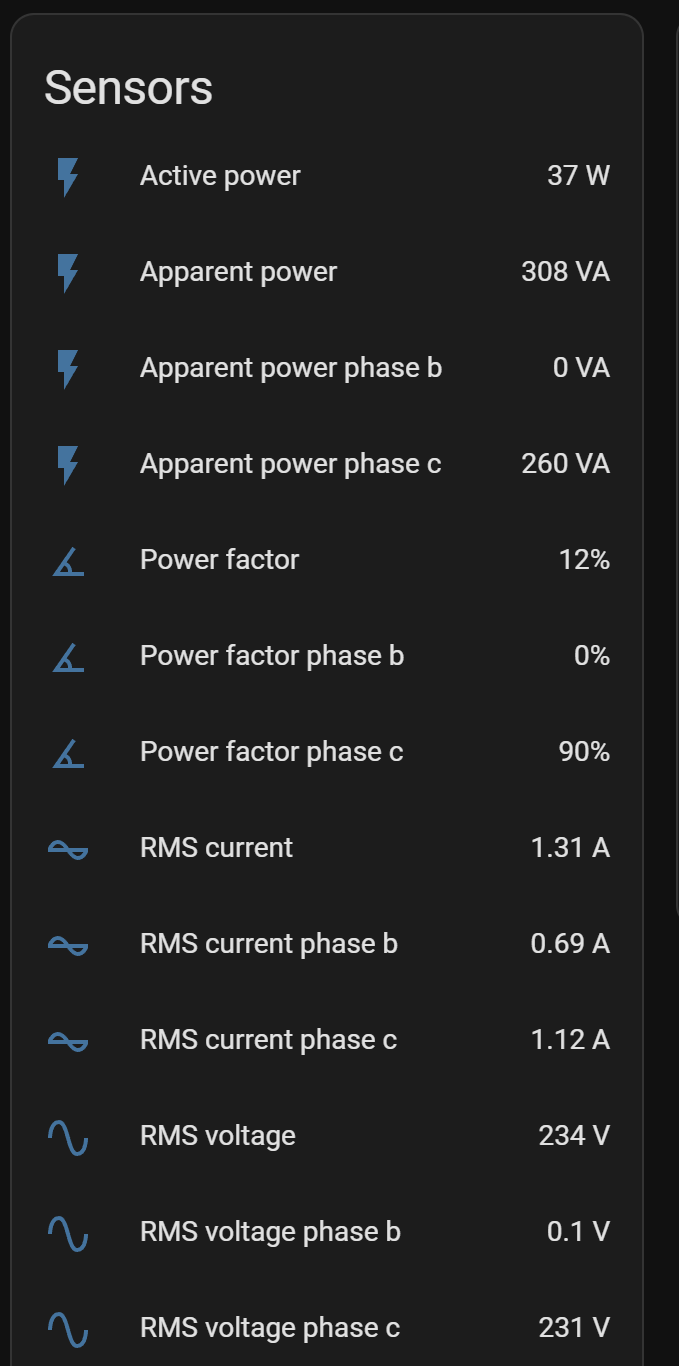 Sensors
Active power 37 W
Apparent power 308 VA
Apparent power phase b 0 VA
Apparent power phase c 260 VA
Power factor 12%
Power factor phase b 0%
Power factor phase c 90%
RMS current 1.31 A
RMS current phase b 0.69 A
RMS current phase c 1.12 A
RMS voltage 234 V
RMS voltage phase b 0.1 V
RMS voltage phase c 231 V